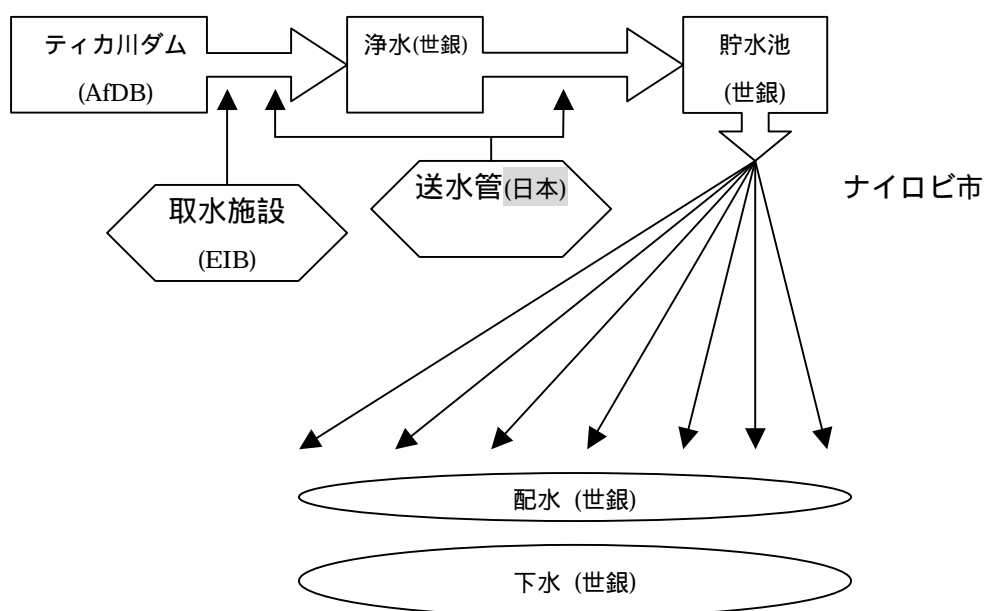 ティカ川ダム
(AfDB)
浄水(世銀)
貯水池
(世銀)
取水施設
(EIB)
送水管(日本)
ナイロビ市
配水 (世銀)
下水 (世銀)